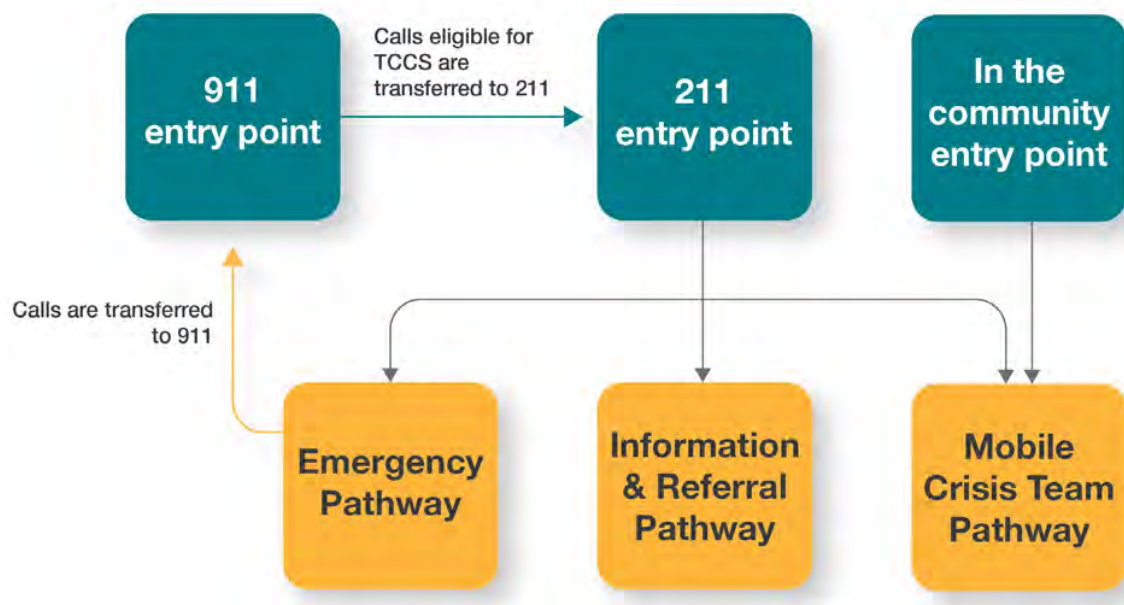 911
entry point
Calls eligible for
TCCS are
transferred to 211
211
entry point
In the
community
entry point
Calls are transferred
to 911
Emergency
Pathway
Information
& Referral
Pathway
Mobile
Crisis Team
Pathway